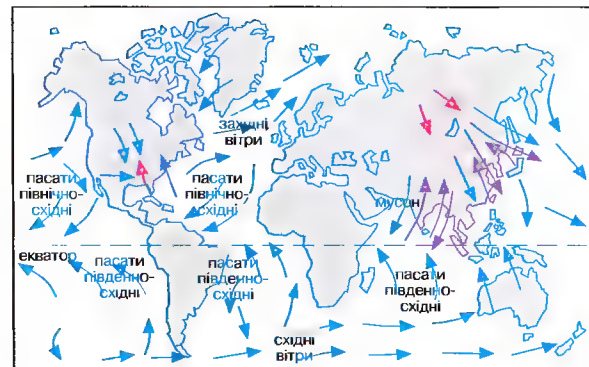 західні
вітри
пасати
північно-
східні
пасати
північно-
східні
мусон
екватор
пасати
південно-
східні
пасати
південно-
східні
пасати
південно-
східні
східні
вітри